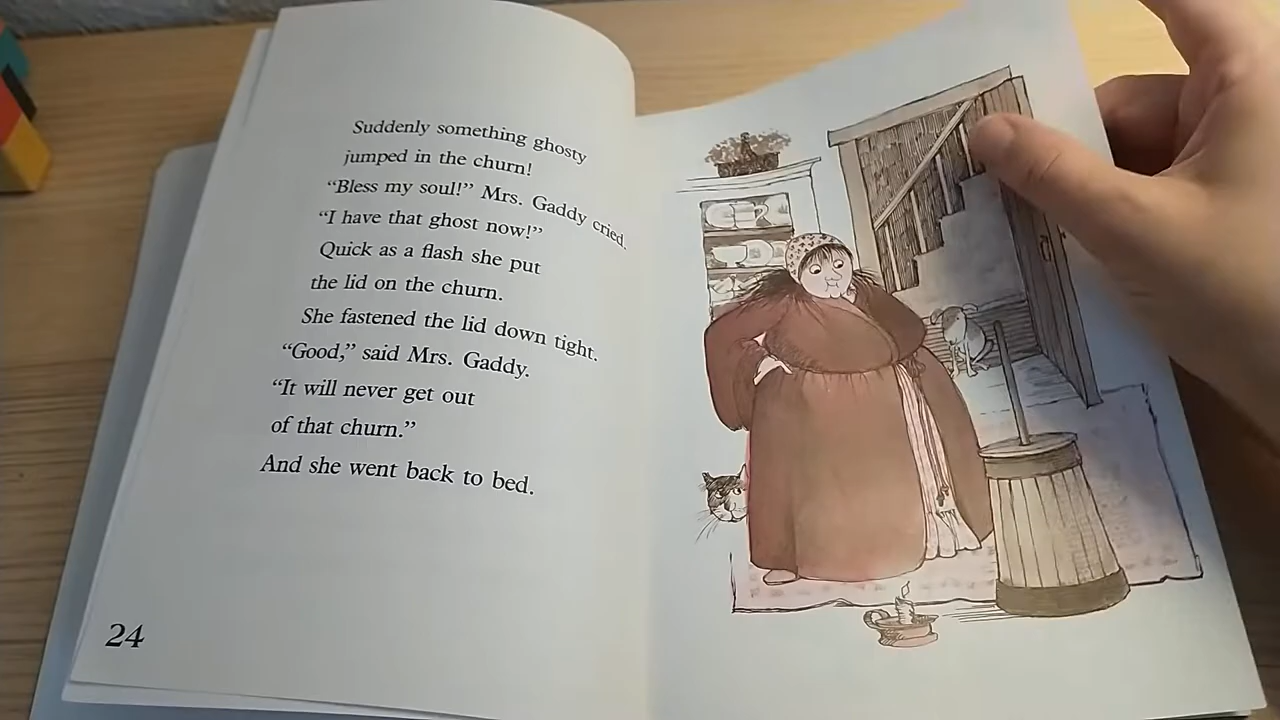 Suddenly something ghosty
jumped in the churn!
“Bless my soul!” Mrs. Gaddy cried.
“I have that ghost now!”
Quick as a flash she put
the lid on the churn.
She fastened the lid down tight.
“Good,” said Mrs. Gaddy.
“It will never get out
of that churn.”
And she went back to bed.
24